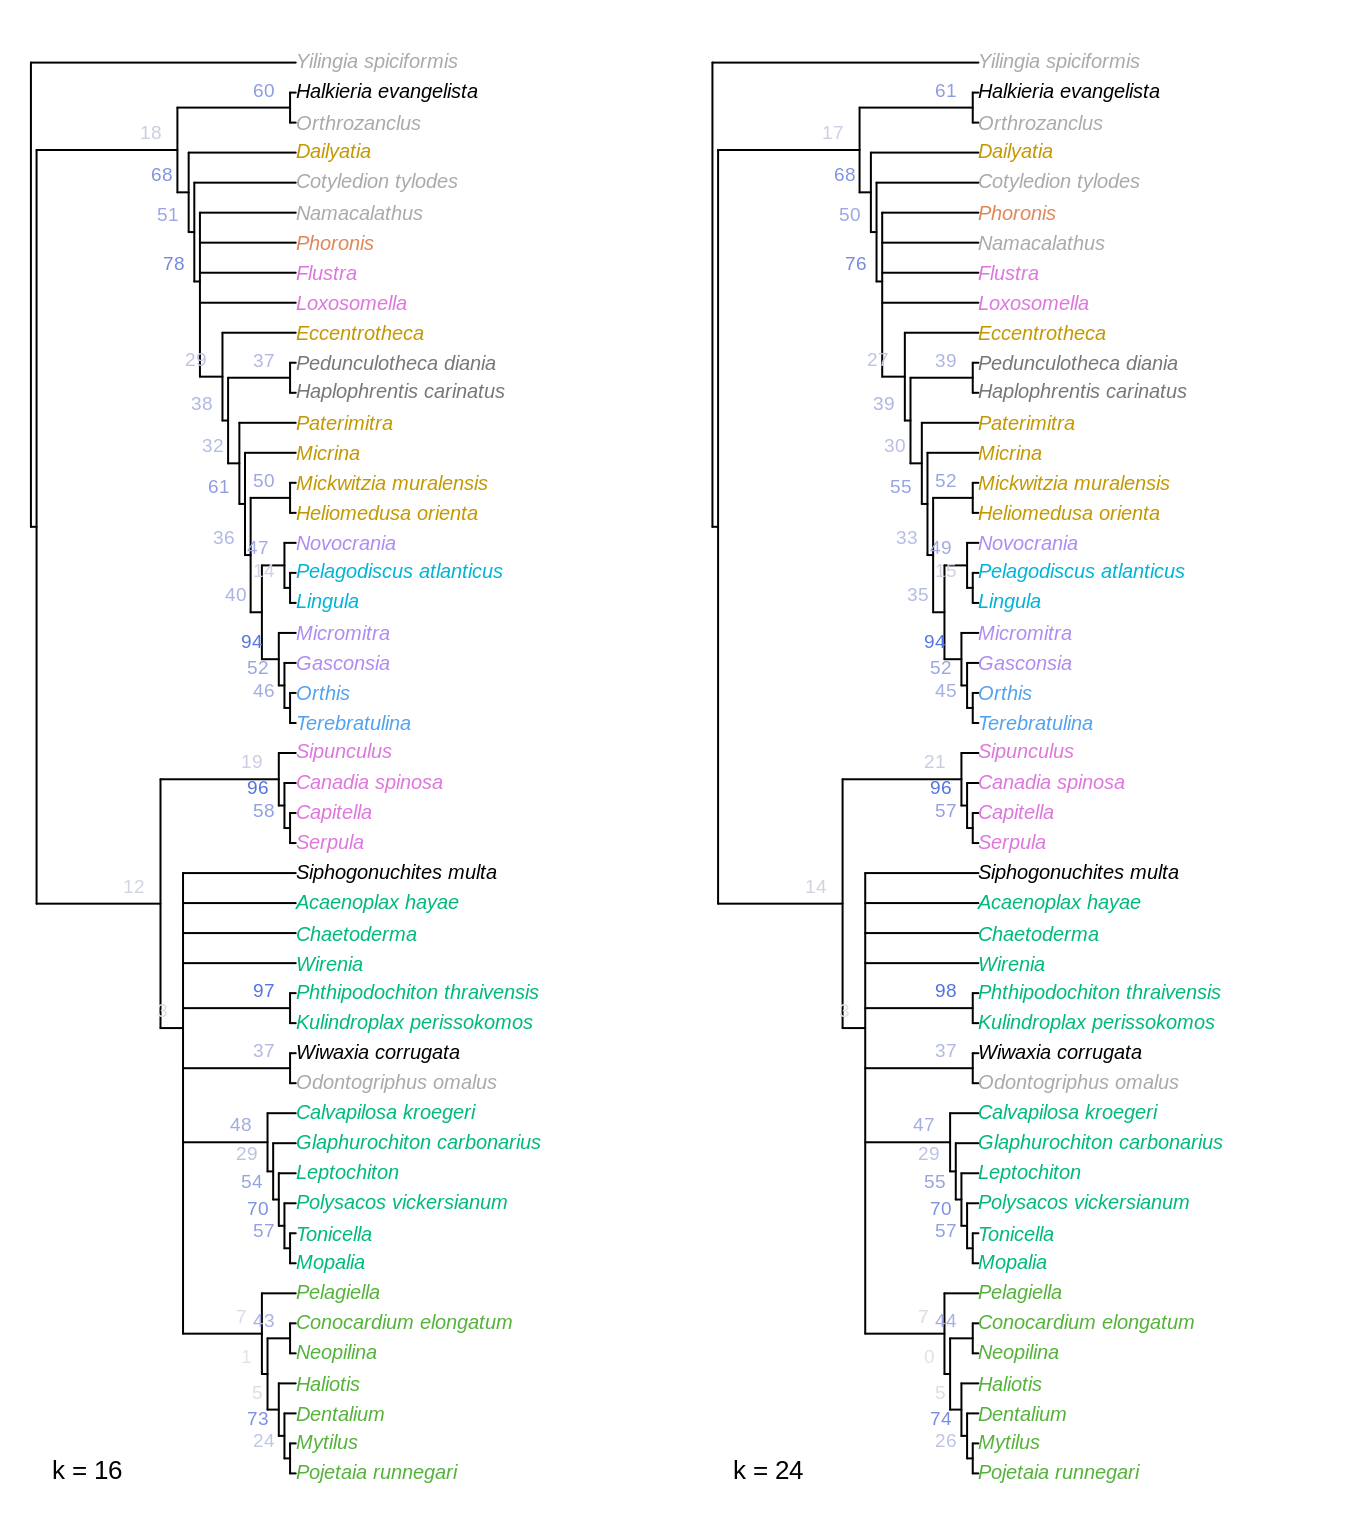 Yilingia spiciformis
60
Halkieria evangelista
Orthrozanclus
18
Dailyatia
68
Cotyledion tylodes
51
Namacalathus
Phoronis
78
Flustra
Loxosomella
Eccentrotheca
29
37
Pedunculotheca diania
Haplophrentis carinatus
38
Paterimitra
32
Micrina
61
50
Mickwitzia muralensis
Heliomedusa orienta
36
47
Novocrania
14
Pelagodiscus atlanticus
40
Lingula
Micromitra
94
52
Gasconsia
46
Orthis
Terebratulina
19
Sipunculus
96
Canadia spinosa
58
Capitella
Serpula
Siphogonuchites multa
12
Acaenoplax hayae
Chaetoderma
Wirenia
97
Phthipodochiton thraivensis
3
Kulindroplax perissokomos
37
Wiwaxia corrugata
Odontogriphus omalus
48
Calvapilosa kroegeri
29
Glaphurochiton carbonarius
54
Leptochiton
70
Polysacos vickersianum
57
Tonicella
Mopalia
Pelagiella
7
43
Conocardium elongatum
1
Neopilina
5
Haliotis
73
Dentalium
24
Mytilus
Pojetaia runnegari
k = 16
Yilingia spiciformis
61
Halkieria evangelista
Orthrozanclus
17
Dailyatia
68
Cotyledion tylodes
50
Phoronis
Namacalathus
76
Flustra
Loxosomella
Eccentrotheca
27
39
Pedunculotheca diania
Haplophrentis carinatus
39
Paterimitra
30
Micrina
55
52
Mickwitzia muralensis
Heliomedusa orienta
33
49
Novocrania
15
Pelagodiscus atlanticus
35
Lingula
Micromitra
94
52
Gasconsia
45
Orthis
Terebratulina
21
Sipunculus
96
Canadia spinosa
57
Capitella
Serpula
Siphogonuchites multa
14
Acaenoplax hayae
Chaetoderma
Wirenia
98
Phthipodochiton thraivensis
3
Kulindroplax perissokomos
37
Wiwaxia corrugata
Odontogriphus omalus
47
Calvapilosa kroegeri
29
Glaphurochiton carbonarius
55
Leptochiton
70
Polysacos vickersianum
57
Tonicella
Mopalia
Pelagiella
7
44
Conocardium elongatum
0
Neopilina
5
Haliotis
74
Dentalium
26
Mytilus
Pojetaia runnegari
k = 24